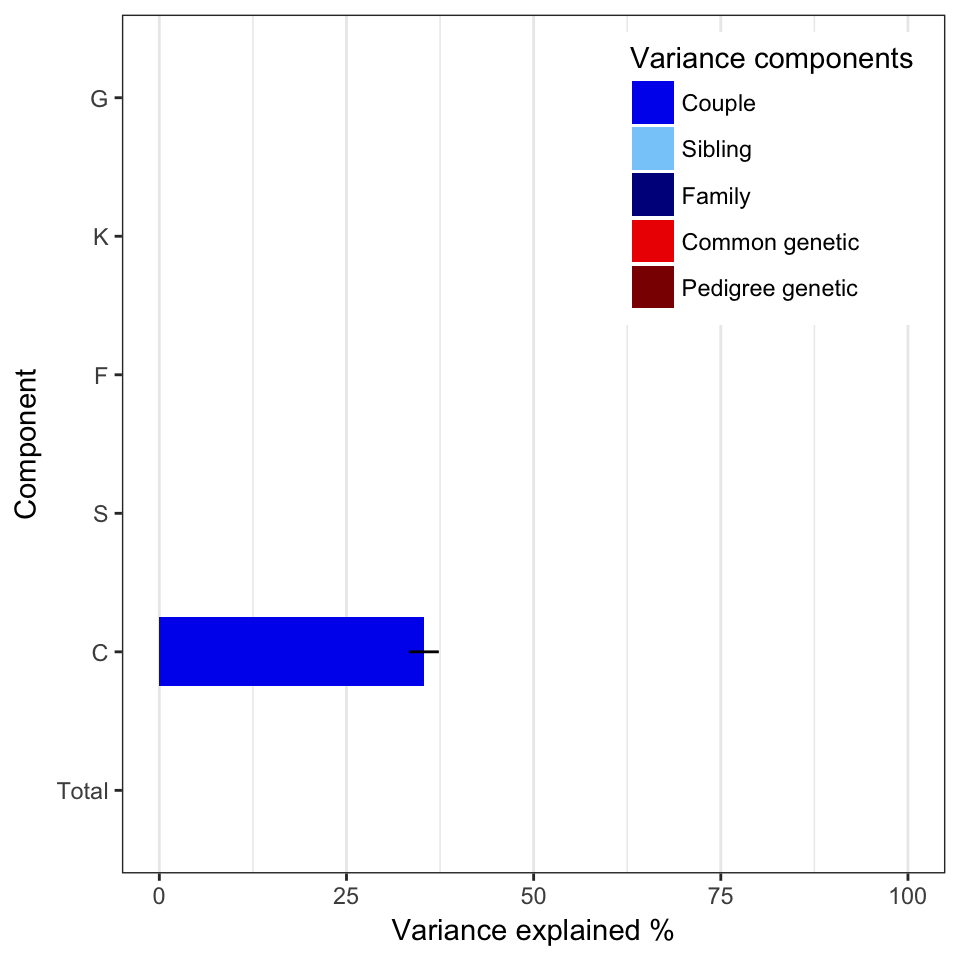 Variance components
Couple
Sibling
Family
Common genetic
Pedigree genetic
G
K
F
S
C
Total
Component
0 25 50 75 100
Variance explained %